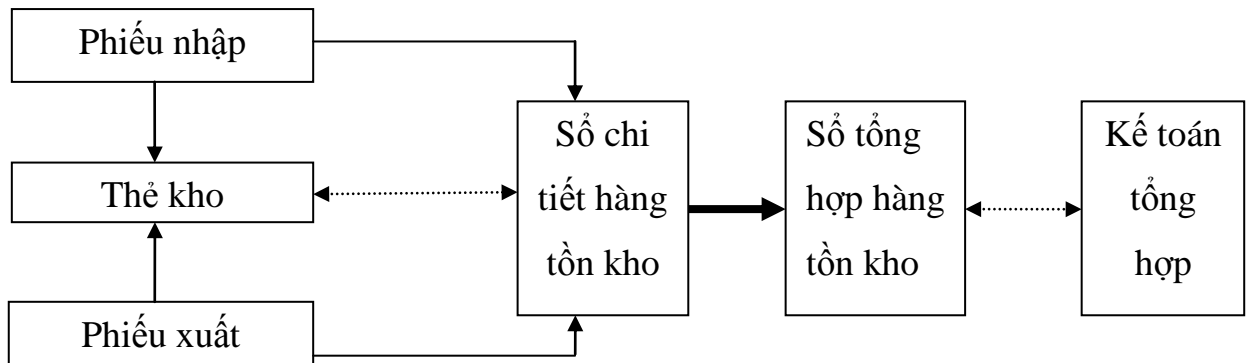 Phiếu nhập
Thẻ kho
Phiếu xuất
Sổ chi
tiết hàng
tồn kho
Sổ tổng
hợp hàng
tồn kho
Kế toán
tổng
hợp